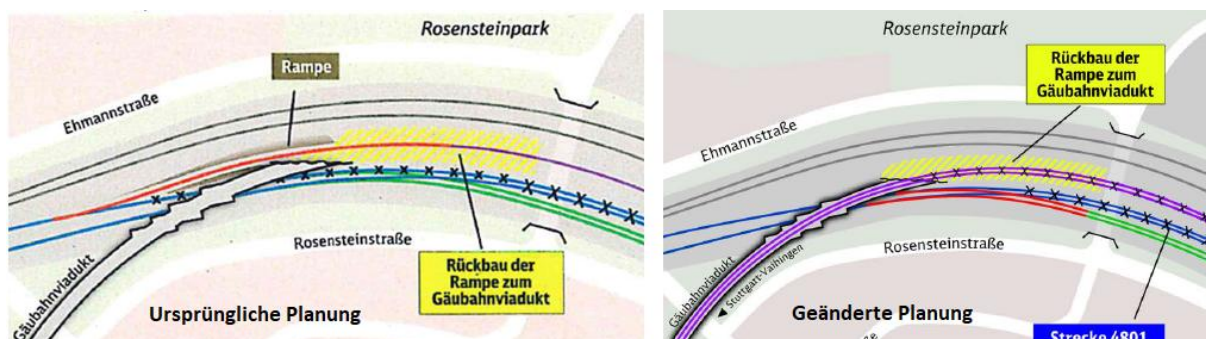 Rosensteinpark
Rampe
Ehmannstraße
Rosensteinstraße
Gäubahnviadukt
Rückbau der
Rampe zum
Gäubahnviadukt
Ursprüngliche Planung
Rosensteinpark
Rückbau der
Rampe zum
Gäubahnviadukt
Ehmannstraße
Rosensteinstraße
Gäubahnviadukt
Stuttgart-Vaihingen
Geänderte Planung
Strecke 4801